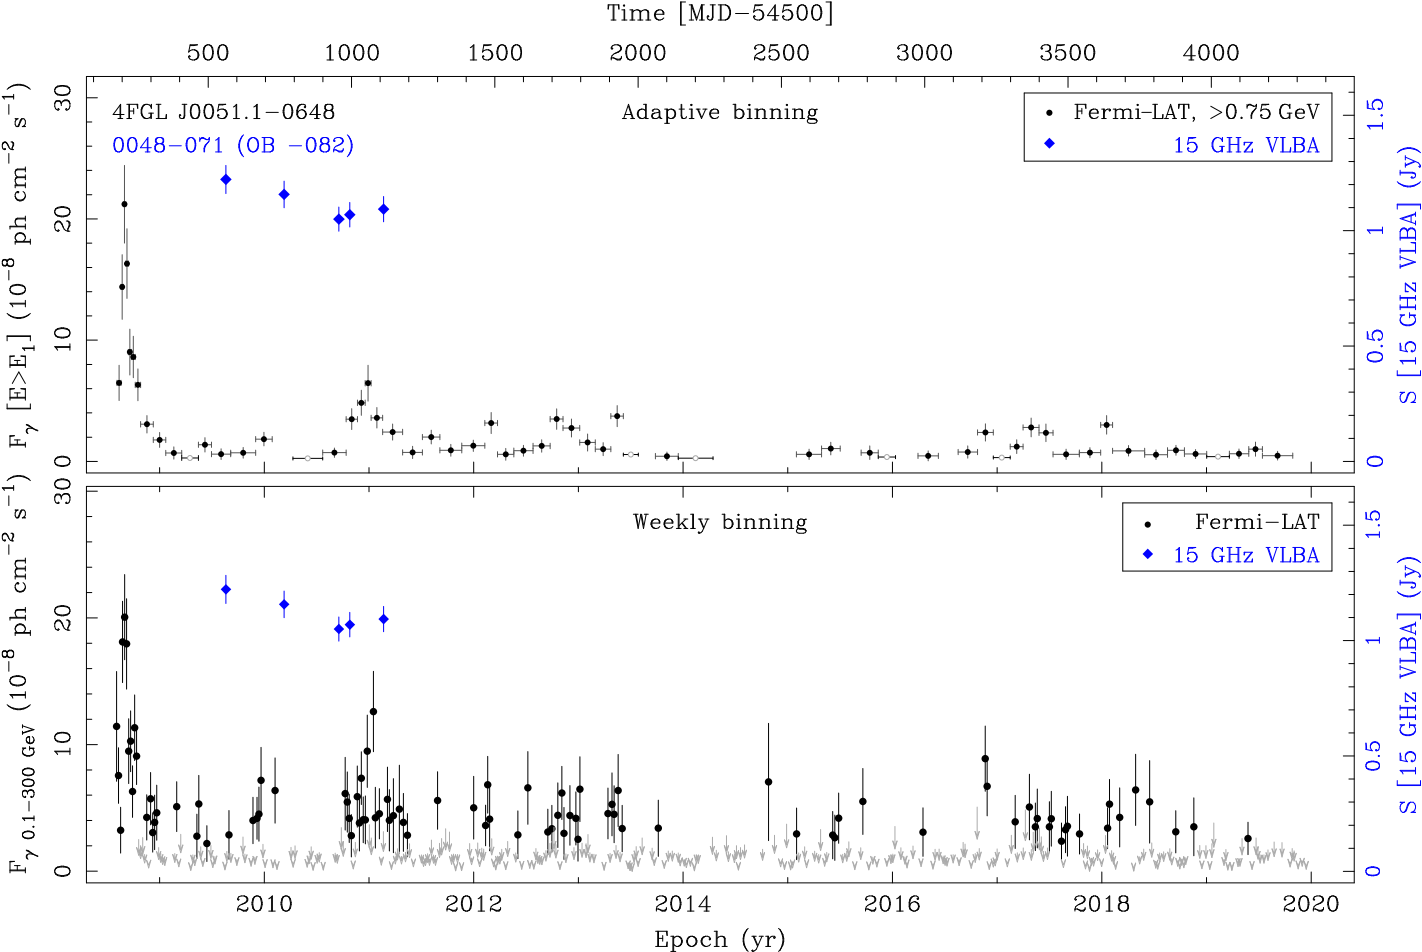 Time [MJD−54500]
500 1000 1500 2000 2500 3000 3500 4000
4FGL J0051.1−0648
0048−071 (OB −082)
Adaptive binning
Fermi−LAT, >0.75 GeV
15 GHz VLBA
30
20
10
0
Fγ [E>E1] (10−8 ph cm−2 s−1)
1.5
1
0.5
0
S [15 GHz VLBA] (Jy)
Weekly binning
Fermi−LAT
15 GHz VLBA
30
20
10
0
Fγ 0.1−300 GeV (10−8 ph cm−2 s−1)
1.5
1
0.5
0
S [15 GHz VLBA] (Jy)
2010 2012 2014 2016 2018 2020
Epoch (yr)